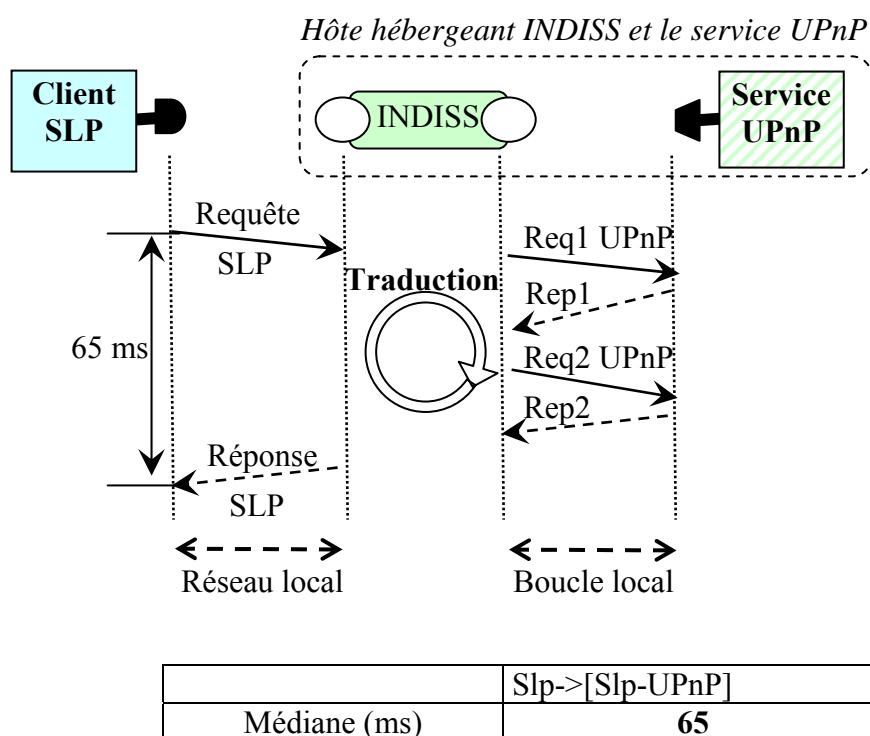 Hôte hébergeant INDISS et le service UPnP
Client
SLP
INDISS
Service
UPnP
Requête
SLP
Req1 UPnP
Traduction
Rep1
65 ms
Req2 UPnP
Rep2
Réponse
SLP
Réseau local
Boucle local
Slp->[Slp-UPnP]
Médiane (ms) 65